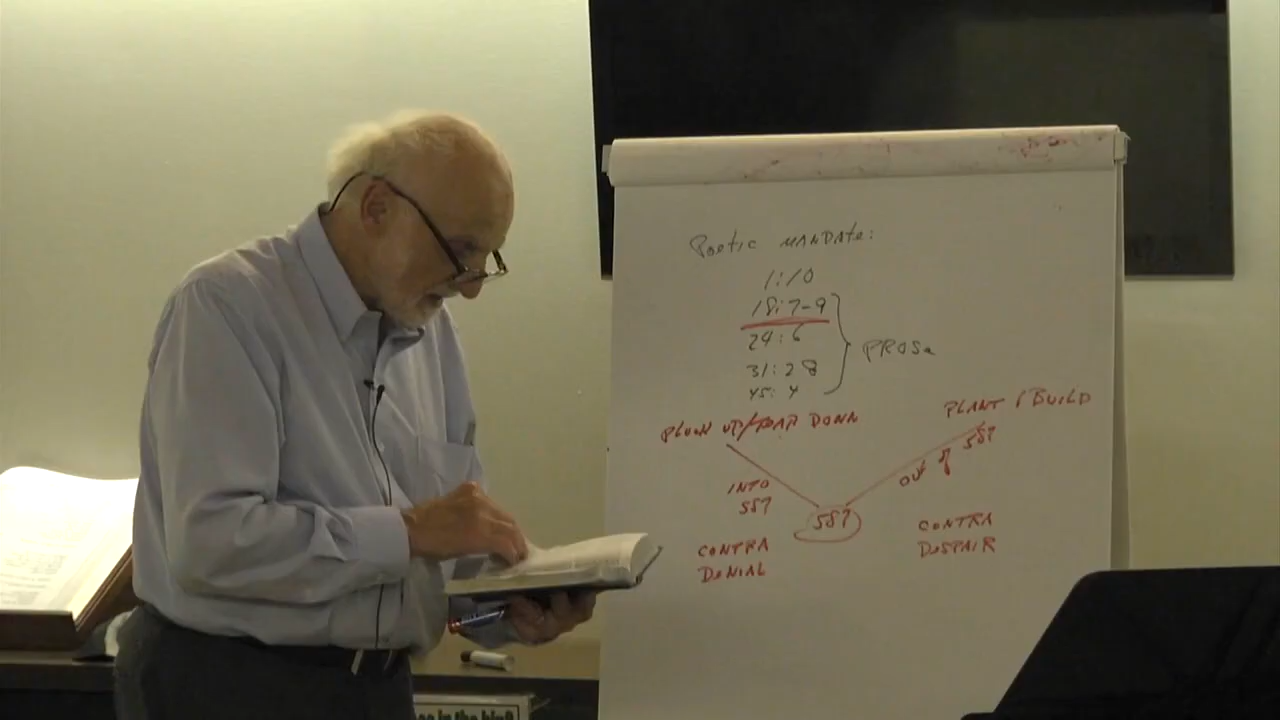 Poetic MANDATE:
1:10
18:7-9
24:6
31:28
45:4
PROSE
PLUCK UP/TEAR DOWN
PLANT & BUILD
INTO
587
587
OUT OF
587
CONTRA
DENIAL
CONTRA
DESPAIR